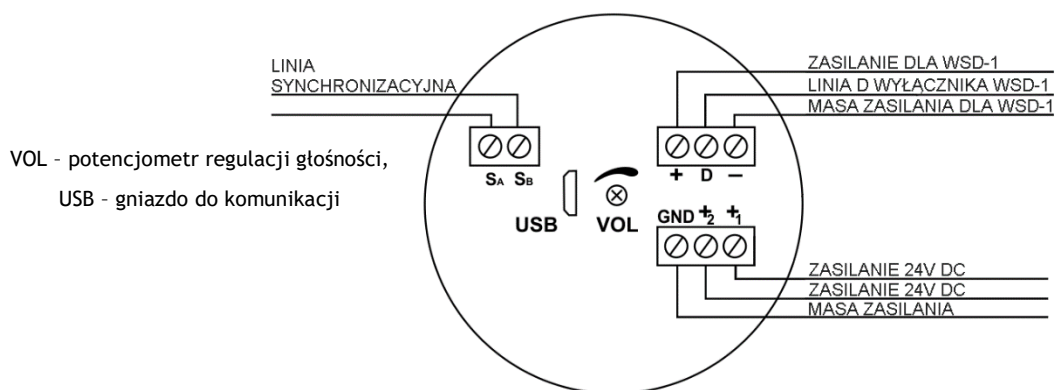 LINIA
SYNCHRONIZACYJNA
VOL – potencjometr regulacji głośności,
USB – gniazdo do komunikacji
SA SB
USB
VOL
ZASILANIE DLA WSD-1
LINIA D WYŁĄCZNIKA WSD-1
MASA ZASILANIA DLA WSD-1
+ D –
GND +2 +1
ZASILANIE 24V DC
ZASILANIE 24V DC
MASA ZASILANIA